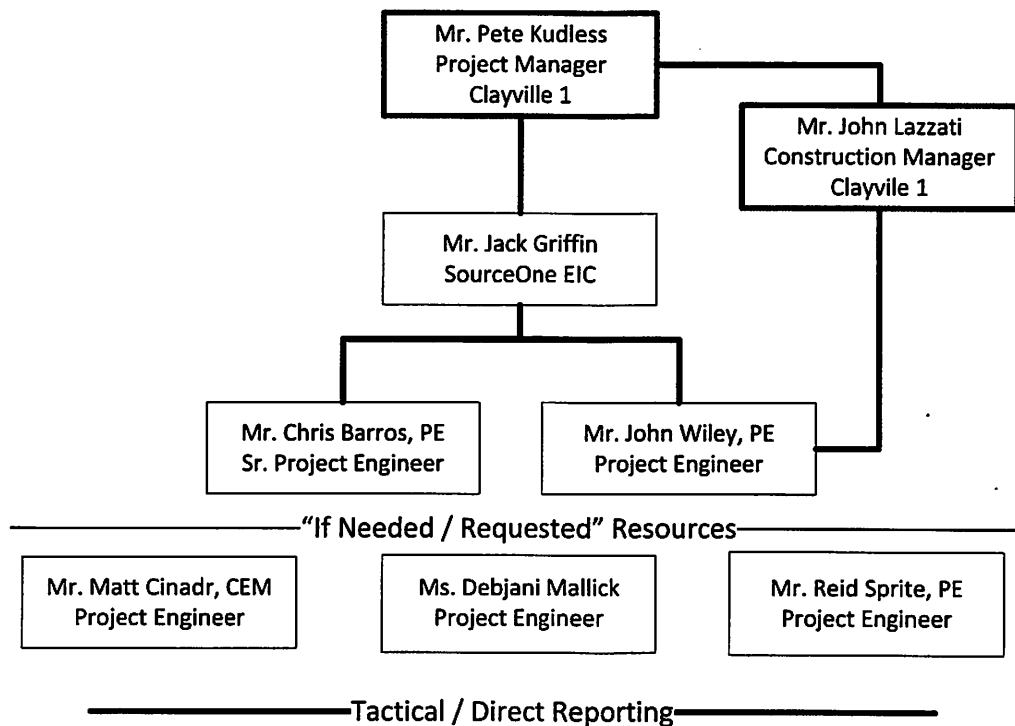 Mr. Pete Kudless
Project Manager
Clayville 1
Mr. John Lazzati
Construction Manager
Clayvile 1
Mr. Jack Griffin
SourceOne EIC
Mr. Chris Barros, PE
Sr. Project Engineer
Mr. John Wiley, PE
Project Engineer
“If Needed / Requested” Resources
Mr. Matt Cinadr, CEM
Project Engineer
Ms. Debjani Mallick
Project Engineer
Mr. Reid Sprite, PE
Project Engineer
Tactical / Direct Reporting